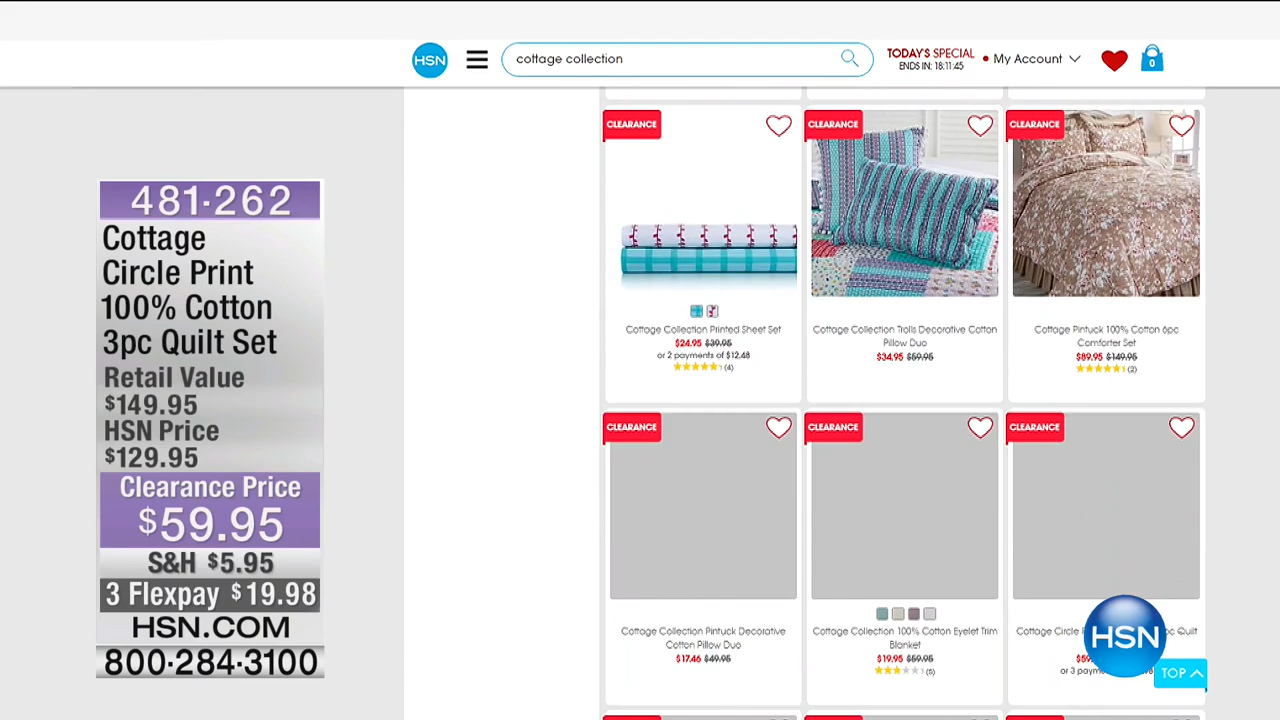 HSN
cottage collection
TODAY'S SPECIAL
ENDS IN: 18:11:45
My Account
0
481-262
Cottage
Circle Print
100% Cotton
3pc Quilt Set
Retail Value
$149.95
HSN Price
$129.95
Clearance Price
$59.95
S&H $5.95
3 Flexpay $19.98
HSN.COM
800-284-3100
CLEARANCE
Cottage Collection Printed Sheet Set
$24.95 $39.95
or 2 payments of $12.48
(4)
CLEARANCE
Cottage Collection Trolls Decorative Cotton
Pillow Duo
$34.95 $59.95
CLEARANCE
Cottage Pintuck 100% Cotton 6pc
Comforter Set
$89.95 $149.95
(2)
CLEARANCE
Cottage Collection Pintuck Decorative
Cotton Pillow Duo
$17.46 $49.95
CLEARANCE
Cottage Collection 100% Cotton Eyelet Trim
Blanket
$19.95 $59.95
(5)
CLEARANCE
Cottage Circle Quilt
or 3
HSN
TOP